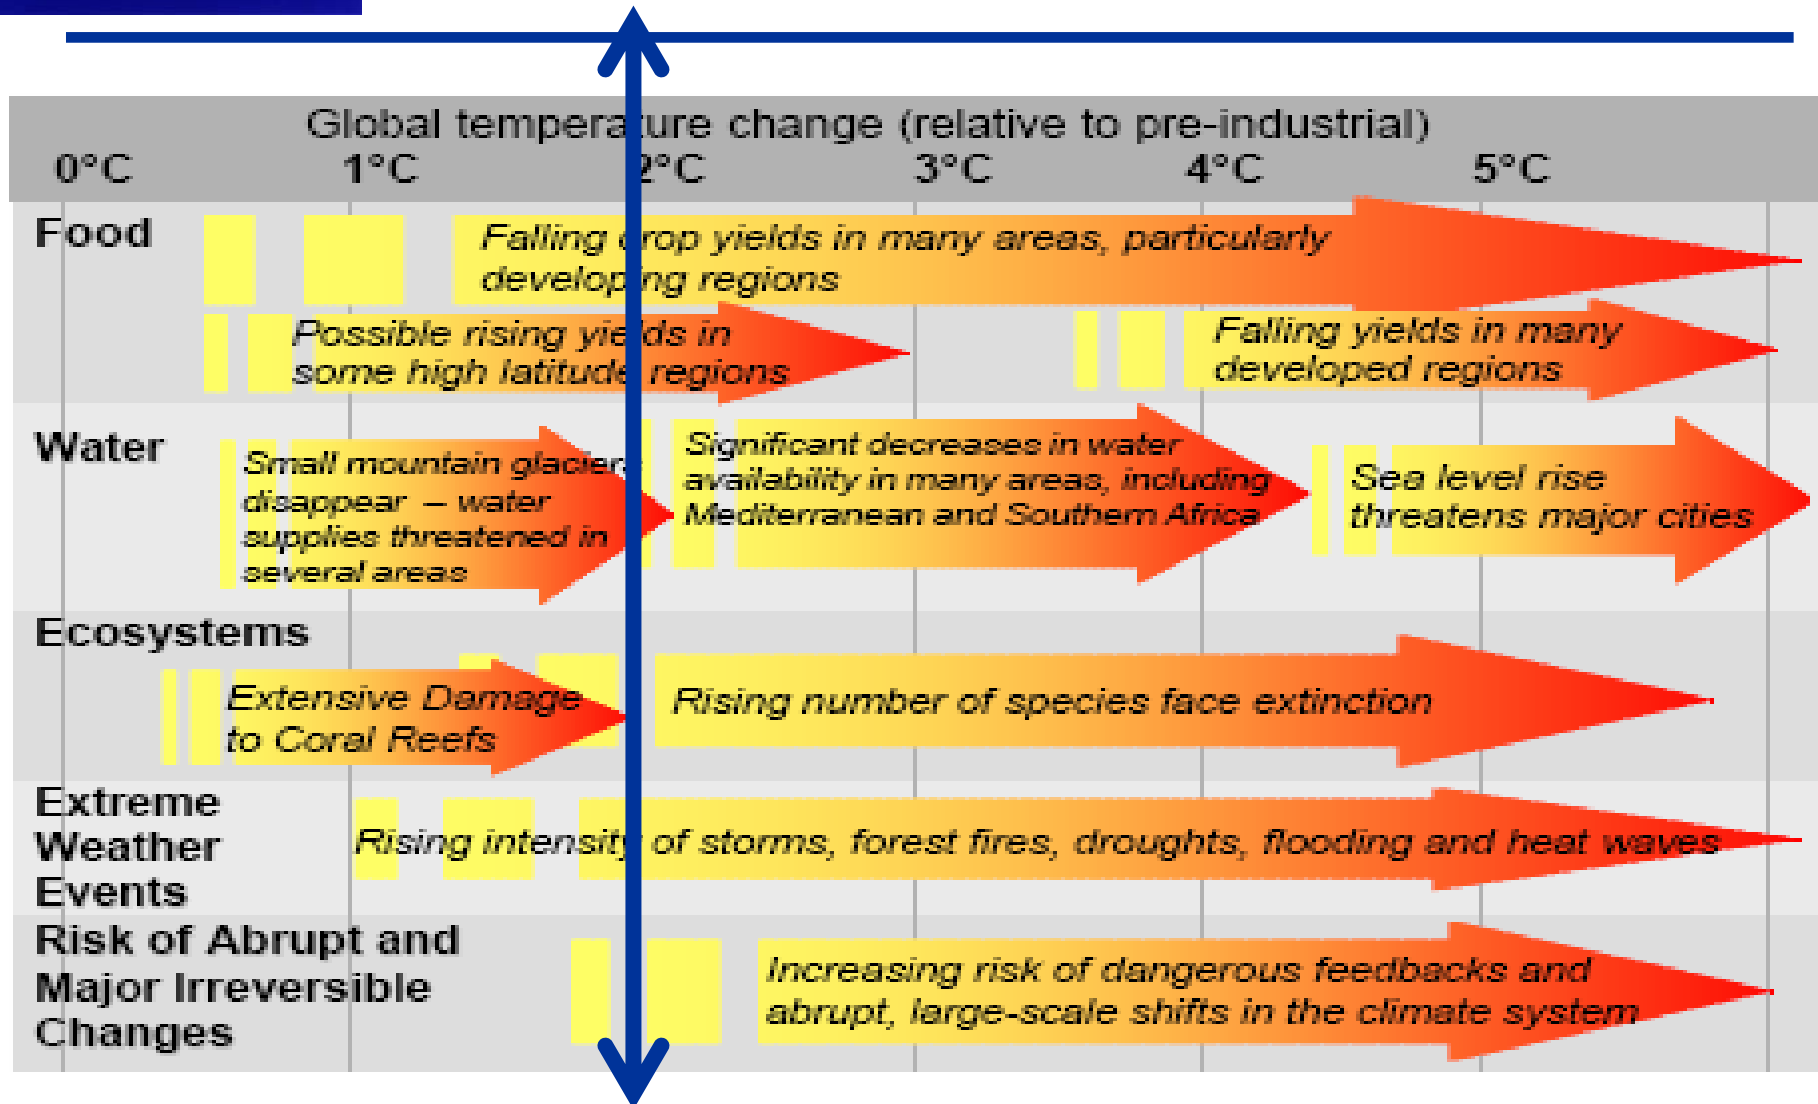 Global temperature change (relative to pre-industrial)
0°C 1°C 2°C 3°C 4°C 5°C
Food
Falling crop yields in many areas, particularly
developing regions
Possible rising yields in
some high latitude regions
Falling yields in many
developed regions
Water
Small mountain glaciers
disappear – water
supplies threatened in
several areas
Significant decreases in water
availability in many areas, including
Mediterranean and Southern Africa
Sea level rise
threatens major cities
Ecosystems
Extensive Damage
to Coral Reefs
Rising number of species face extinction
Extreme
Weather
Events
Rising intensity of storms, forest fires, droughts, flooding and heat waves
Risk of Abrupt and
Major Irreversible
Changes
Increasing risk of dangerous feedbacks and
abrupt, large-scale shifts in the climate system